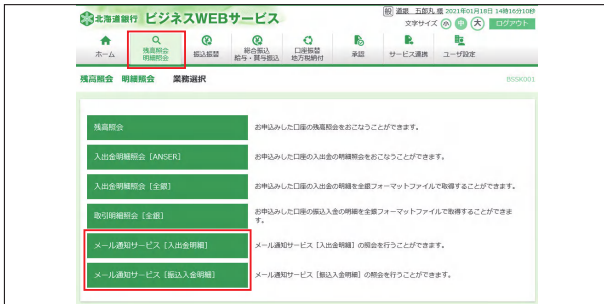 北海道銀行 ビジネスWEBサービス
道銀 五郎丸 様 2021年01月18日 14時16分10秒
文字サイズ 小 中 大 ログアウト
ホーム 残高照会 明細照会 振込振替 総合振込 給与・賞与振込 口座振替 地方税納付 承認 サービス連携 ユーザ設定
残高照会 明細照会 業務選択 BSSK001
残高照会 お申込みした口座の残高照会をおこなうことができます。
入出金明細照会［ANSER］ お申込みした口座の入出金の明細照会をおこなうことができます。
入出金明細照会［全銀］ お申込みした口座の入出金の明細を全銀フォーマットファイルで取得することができます。
取引明細照会［全銀］ お申込みした口座の振込入金の明細を全銀フォーマットファイルで取得することができま
す。
メール通知サービス［入出金明細］ メール通知サービス［入出金明細］の照会を行うことができます。
メール通知サービス［振込入金明細］ メール通知サービス［振込入金明細］の照会を行うことができます。